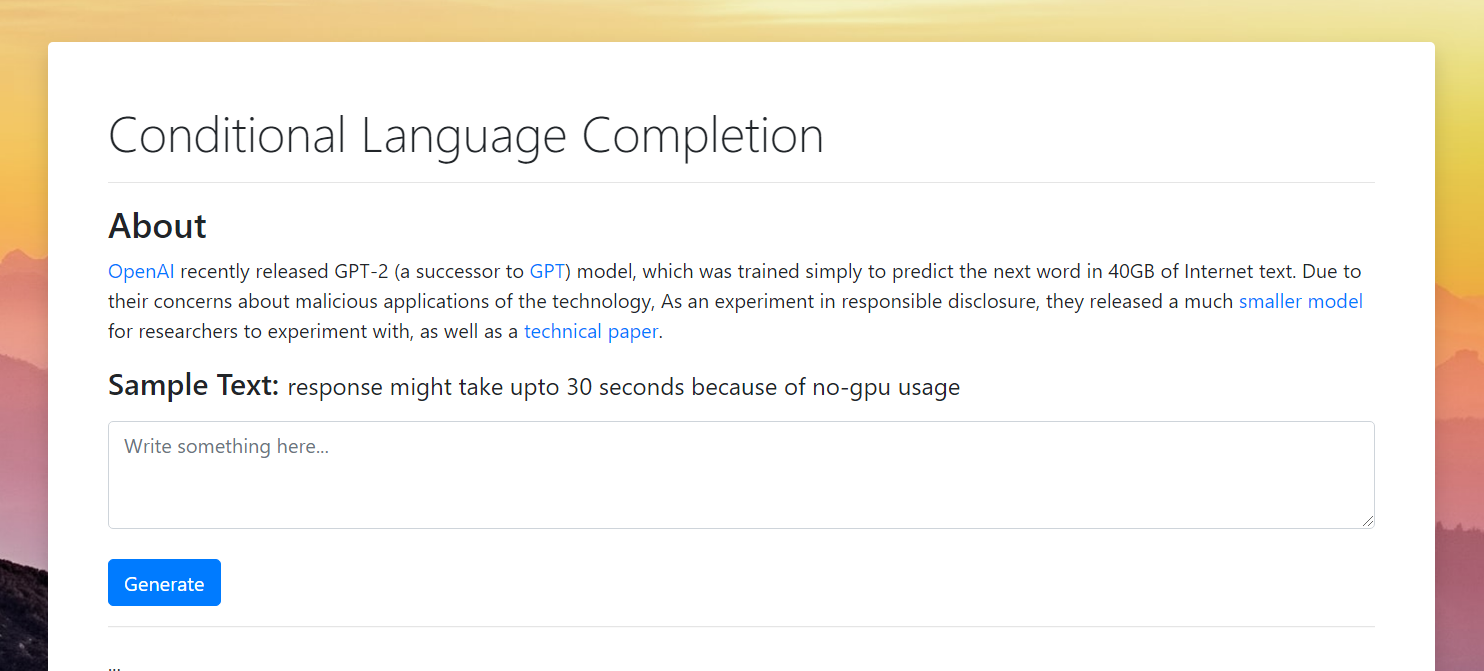 Conditional Language Completion
About
OpenAI recently released GPT-2 (a successor to GPT) model, which was trained simply to predict the next word in 40GB of Internet text. Due to
their concerns about malicious applications of the technology, As an experiment in responsible disclosure, they released a much smaller model
for researchers to experiment with, as well as a technical paper.
Sample Text: response might take upto 30 seconds because of no-gpu usage
Write something here...
Generate
...